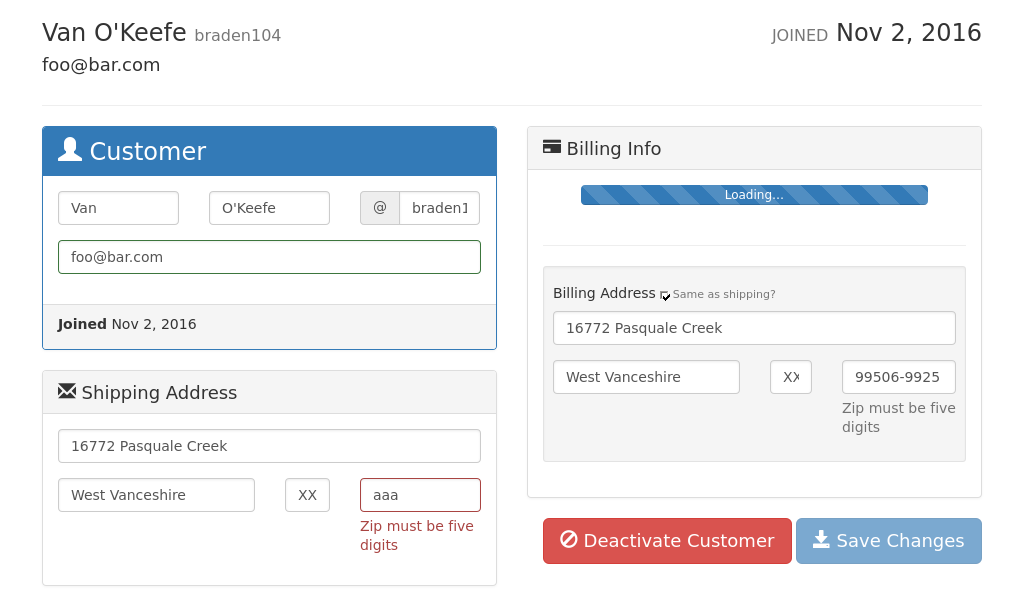 Van O'Keefe braden104
JOINED Nov 2, 2016
foo@bar.com
Customer
Van
O'Keefe
@
braden1
foo@bar.com
Joined Nov 2, 2016
Shipping Address
16772 Pasquale Creek
West Vanceshire
XX
aaa
Zip must be five
digits
Billing Info
Loading...
Billing Address Same as shipping?
16772 Pasquale Creek
West Vanceshire
XX
99506-9925
Zip must be five
digits
Deactivate Customer
Save Changes